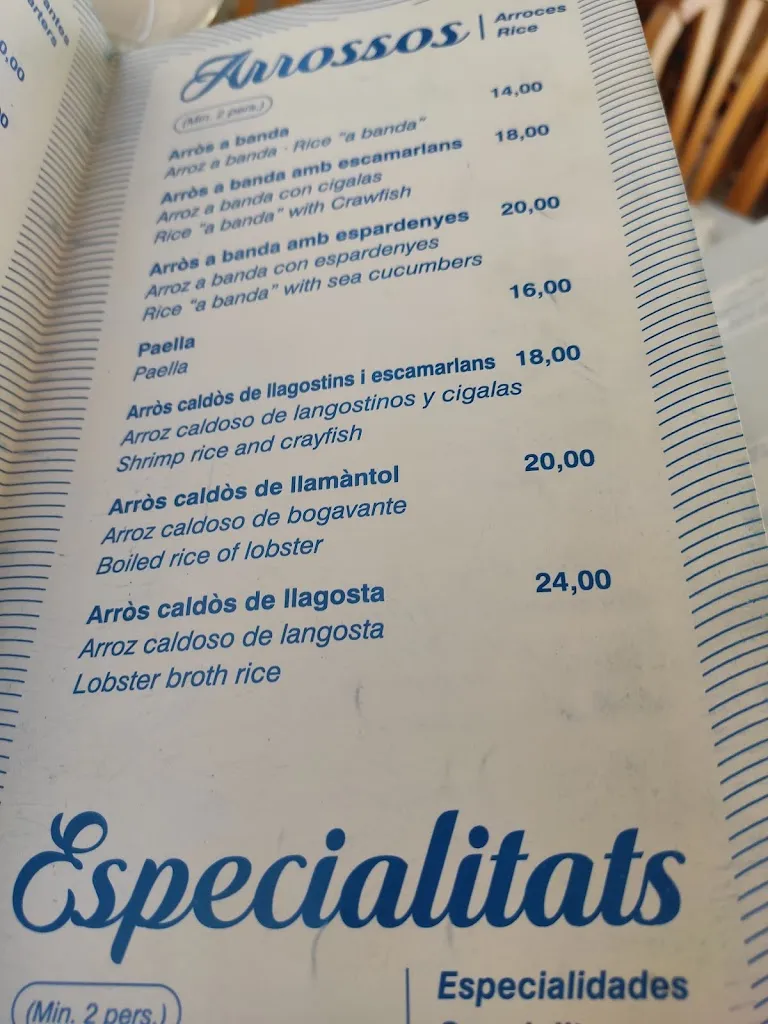 Arrossos | Arroces
Rice
(Min. 2 pers.)
Arròs a banda 14,00
Arroz a banda · Rice "a banda"
Arròs a banda amb escamarlans 18,00
Arroz a banda con cigalas
Rice "a banda" with Crawfish
Arròs a banda amb espardenyes 20,00
Arroz a banda con espardenyes
Rice "a banda" with sea cucumbers
Paella 16,00
Paella
Arròs caldòs de llagostins i escamarlans 18,00
Arroz caldoso de langostinos y cigalas
Shrimp rice and crayfish
Arròs caldòs de llamàntol 20,00
Arroz caldoso de bogavante
Boiled rice of lobster
Arròs caldòs de llagosta 24,00
Arroz caldoso de langosta
Lobster broth rice
Especialitats
(Min. 2 pers.)
Especialidades